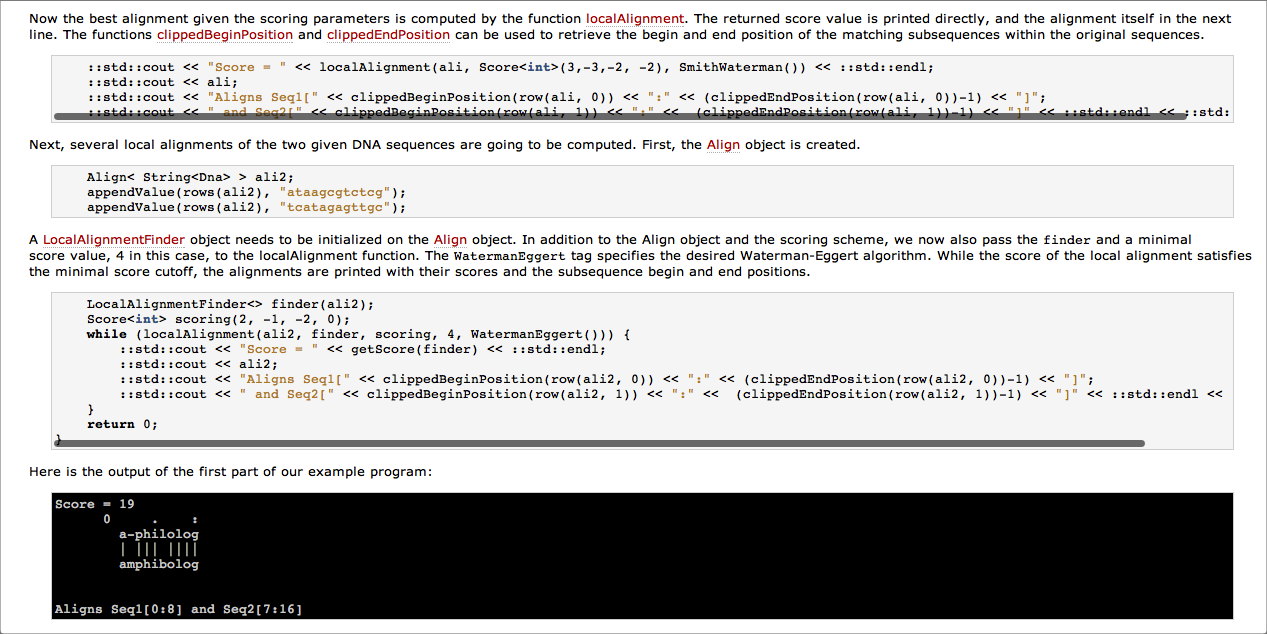 Now the best alignment given the scoring parameters is computed by the function localAlignment. The returned score value is printed directly, and the alignment itself in the next
line. The functions clippedBeginPosition and clippedEndPosition can be used to retrieve the begin and end position of the matching subsequences within the original sequences.
::std::cout << "Score = " << localAlignment(ali, Score<int>(3,-3,-2, -2), SmithWaterman()) << ::std::endl;
::std::cout << ali;
::std::cout << "Aligns Seq1[" << clippedBeginPosition(row(ali, 0)) << ":" << (clippedEndPosition(row(ali, 0))-1) << "]";
::std::cout << " and Seq2[" << clippedBeginPosition(row(ali, 1)) << ":" <<  (clippedEndPosition(row(ali, 1))-1) << "]" << ::std::endl << ::std:
Next, several local alignments of the two given DNA sequences are going to be computed. First, the Align object is created.
Align< String<Dna> > ali2;
appendValue(rows(ali2), "ataagcgtctcg");
appendValue(rows(ali2), "tcatagagttgc");
A LocalAlignmentFinder object needs to be initialized on the Align object. In addition to the Align object and the scoring scheme, we now also pass the finder and a minimal
score value, 4 in this case, to the localAlignment function. The WatermanEggert tag specifies the desired Waterman-Eggert algorithm. While the score of the local alignment satisfies
the minimal score cutoff, the alignments are printed with their scores and the subsequence begin and end positions.
LocalAlignmentFinder<> finder(ali2);
Score<int> scoring(2, -1, -2, 0);
while (localAlignment(ali2, finder, scoring, 4, WatermanEggert())) {
::std::cout << "Score = " << getScore(finder) << ::std::endl;
::std::cout << ali2;
::std::cout << "Aligns Seq1[" << clippedBeginPosition(row(ali2, 0)) << ":" << (clippedEndPosition(row(ali2, 0))-1) << "]";
::std::cout << " and Seq2[" << clippedBeginPosition(row(ali2, 1)) << ":" <<  (clippedEndPosition(row(ali2, 1))-1) << "]" << ::std::endl <<
}
return 0;
}
Here is the output of the first part of our example program:
Score = 19
0     .    :
a-philolog
| ||| ||||
amphibolog
Aligns Seq1[0:8] and Seq2[7:16]